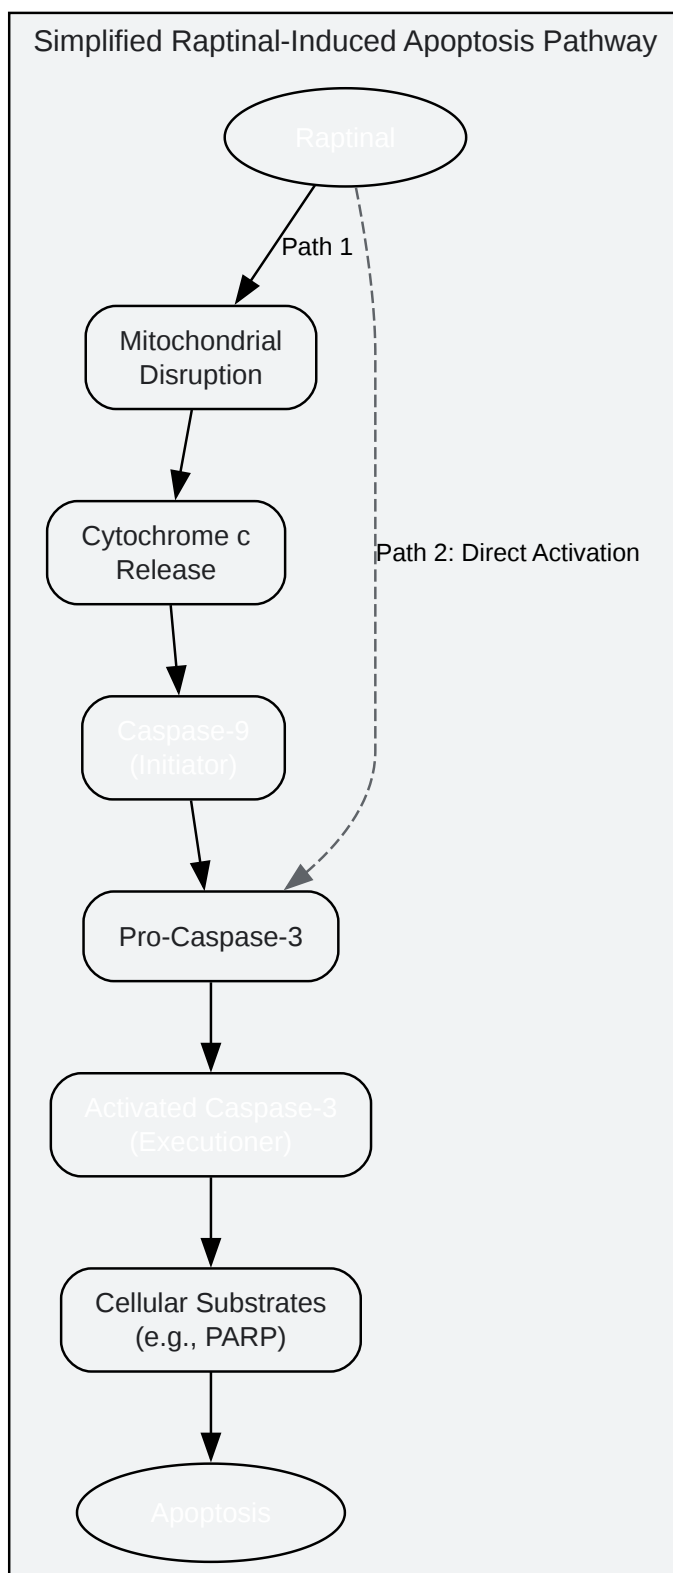 Simplified Raptinal-Induced Apoptosis Pathway
Raptinal
Path 1
Mitochondrial
Disruption
Cytochrome c
Release
Path 2: Direct Activation
Caspase-9
(Initiator)
Pro-Caspase-3
Activated Caspase-3
(Executioner)
Cellular Substrates
(e.g., PARP)
Apoptosis